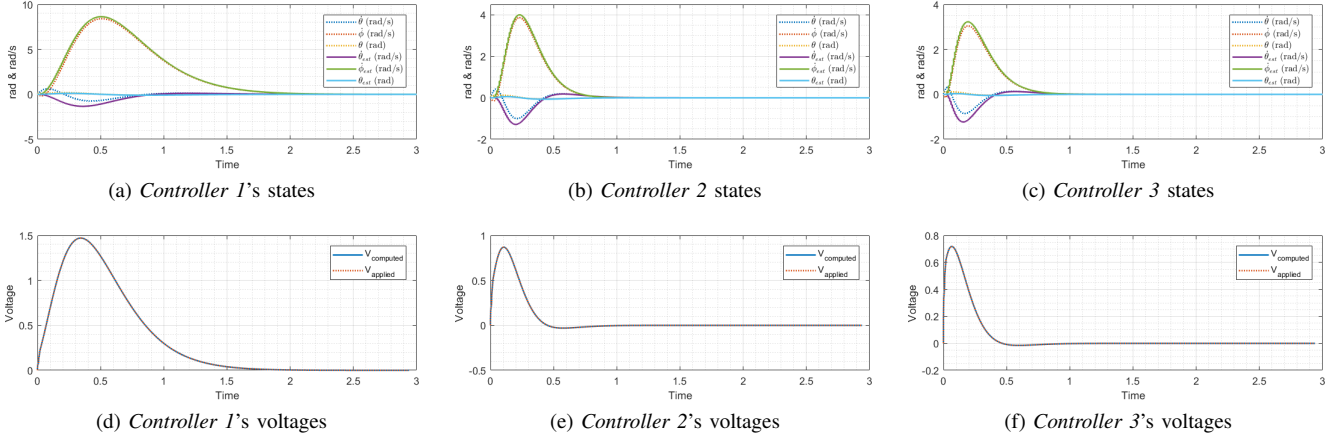 10
5
0
-5
rad & rad/s
0
0.5
1
1.5
2
2.5
3
Time
θ̇ (rad/s)
φ̇ (rad/s)
θ (rad)
θ̇est (rad/s)
φ̇est (rad/s)
θest (rad)
(a) Controller 1's states
4
2
0
-2
rad & rad/s
0
0.5
1
1.5
2
2.5
3
Time
θ̇ (rad/s)
φ̇ (rad/s)
θ (rad)
θ̇est (rad/s)
φ̇est (rad/s)
θest (rad)
(b) Controller 2 states
4
2
0
-2
rad & rad/s
0
0.5
1
1.5
2
2.5
3
Time
θ̇ (rad/s)
φ̇ (rad/s)
θ (rad)
θ̇est (rad/s)
φ̇est (rad/s)
θest (rad)
(c) Controller 3 states
1.5
1
0.5
0
Voltage
0
0.5
1
1.5
2
2.5
3
Time
Vcomputed
Vapplied
(d) Controller 1's voltages
1
0.5
0
-0.5
Voltage
0
0.5
1
1.5
2
2.5
3
Time
Vcomputed
Vapplied
(e) Controller 2's voltages
0.8
0.6
0.4
0.2
0
-0.2
Voltage
0
0.5
1
1.5
2
2.5
3
Time
Vcomputed
Vapplied
(f) Controller 3's voltages